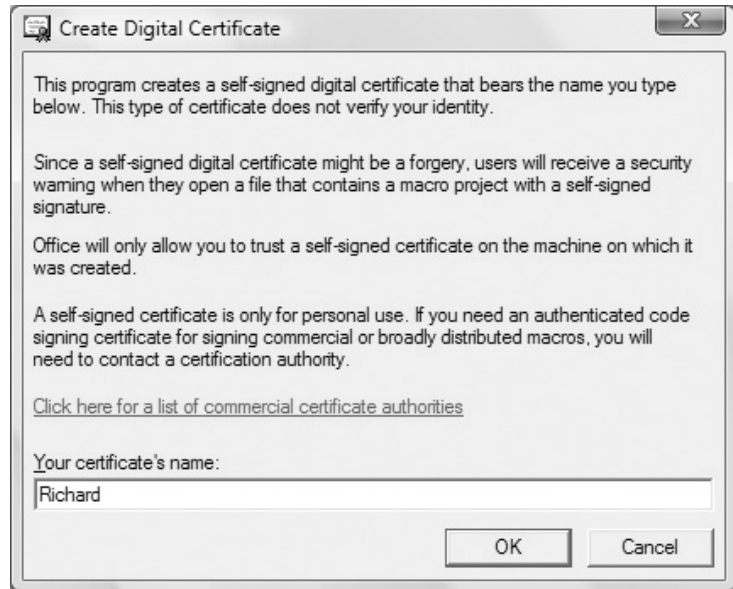 Create Digital Certificate
This program creates a self-signed digital certificate that bears the name you type
below. This type of certificate does not verify your identity.
Since a self-signed digital certificate might be a forgery, users will receive a security
warning when they open a file that contains a macro project with a self-signed
signature.
Office will only allow you to trust a self-signed certificate on the machine on which it
was created.
A self-signed certificate is only for personal use. If you need an authenticated code
signing certificate for signing commercial or broadly distributed macros, you will
need to contact a certification authority.
Click here for a list of commercial certificate authorities
Your certificate's name:
Richard
OK Cancel